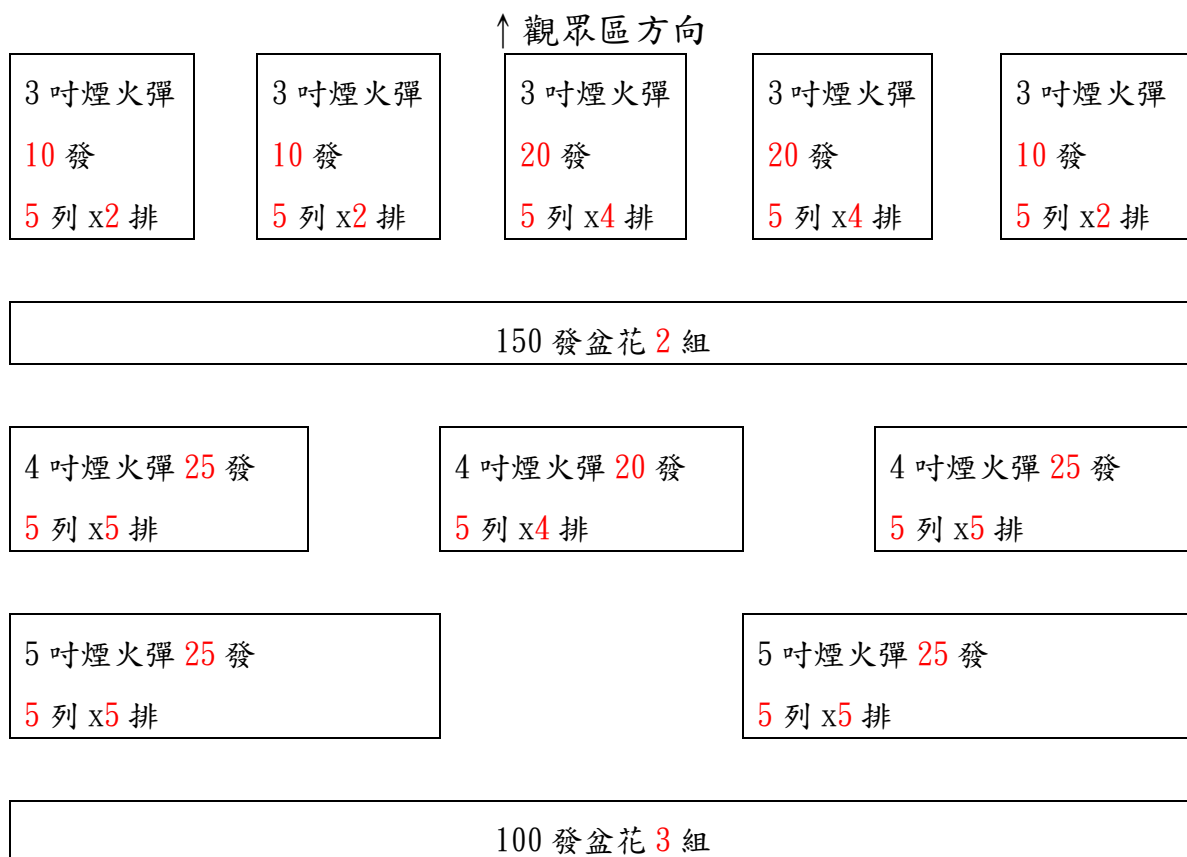 ↑觀眾區方向
3 吋煙火彈
10 發
5 列 x2 排
3 吋煙火彈
10 發
5 列 x2 排
3 吋煙火彈
20 發
5 列 x4 排
3 吋煙火彈
20 發
5 列 x4 排
3 吋煙火彈
10 發
5 列 x2 排
150 發盆花 2 組
4 吋煙火彈 25 發
5 列 x5 排
4 吋煙火彈 20 發
5 列 x4 排
4 吋煙火彈 25 發
5 列 x5 排
5 吋煙火彈 25 發
5 列 x5 排
5 吋煙火彈 25 發
5 列 x5 排
100 發盆花 3 組